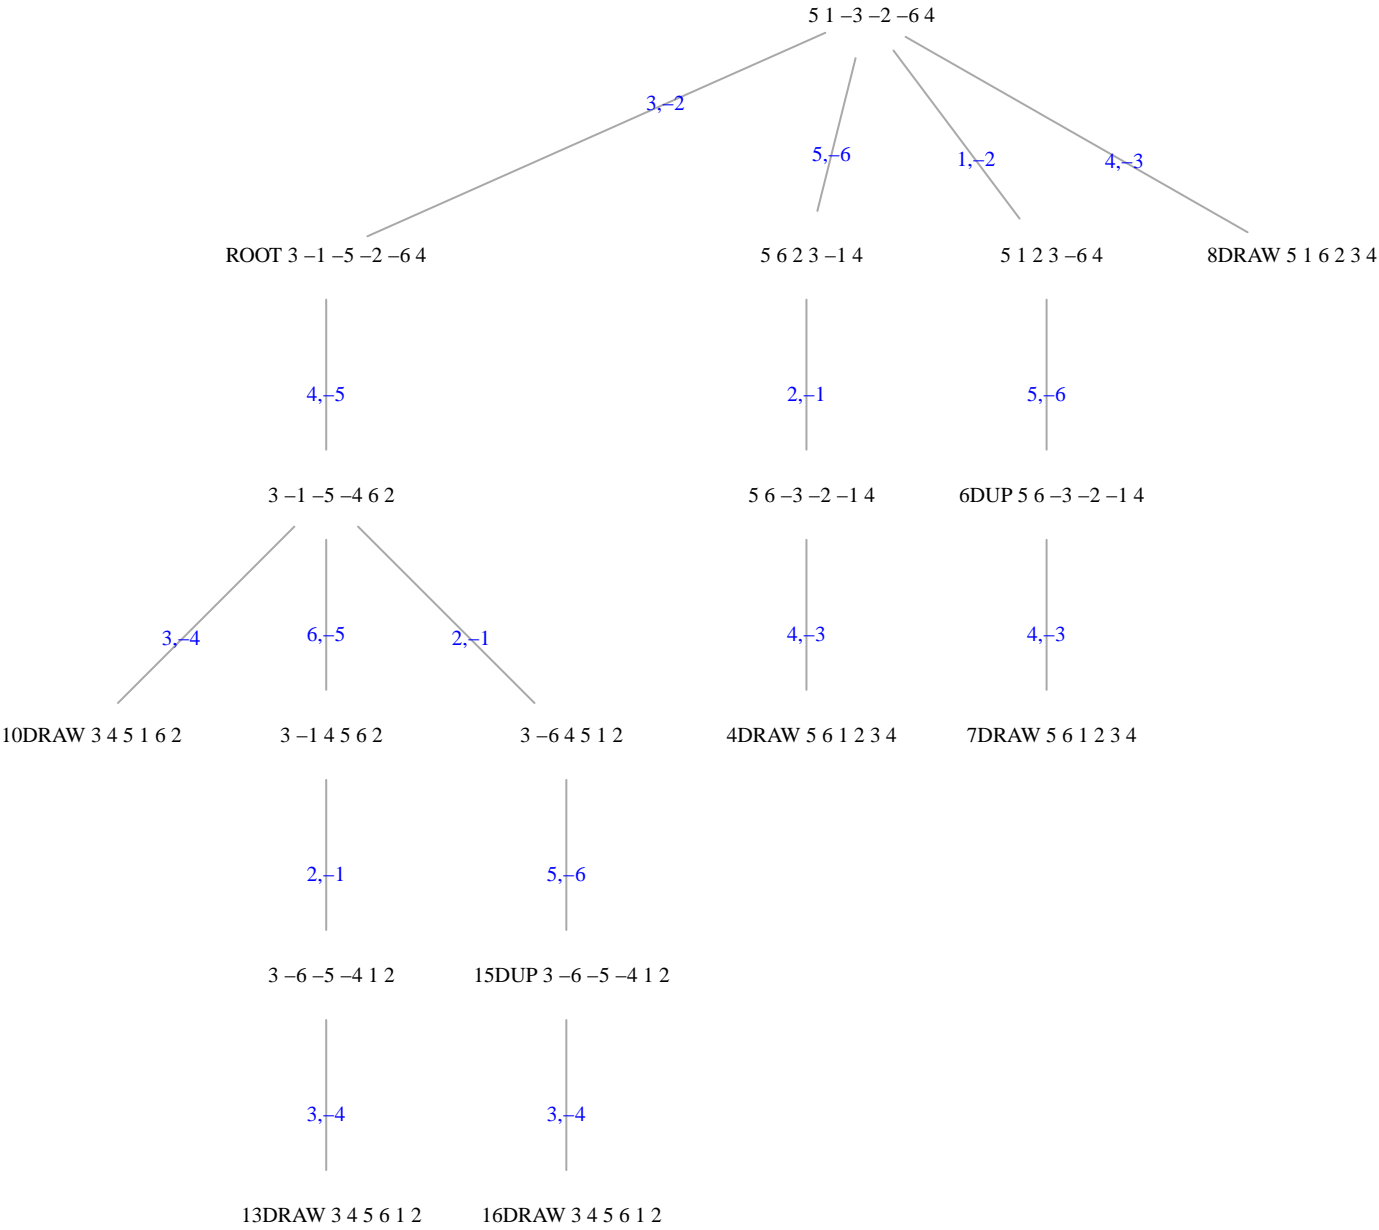 5 1 –3 –2 –6 4
3,–2
5,–6
1,–2
4,–3
ROOT 3 –1 –5 –2 –6 4
5 6 2 3 –1 4
5 1 2 3 –6 4
8DRAW 5 1 6 2 3 4
4,–5
2,–1
5,–6
3 –1 –5 –4 6 2
5 6 –3 –2 –1 4
6DUP 5 6 –3 –2 –1 4
3,–4
6,–5
2,–1
4,–3
4,–3
10DRAW 3 4 5 1 6 2
3 –1 4 5 6 2
3 –6 4 5 1 2
4DRAW 5 6 1 2 3 4
7DRAW 5 6 1 2 3 4
2,–1
5,–6
3 –6 –5 –4 1 2
15DUP 3 –6 –5 –4 1 2
3,–4
3,–4
13DRAW 3 4 5 6 1 2
16DRAW 3 4 5 6 1 2